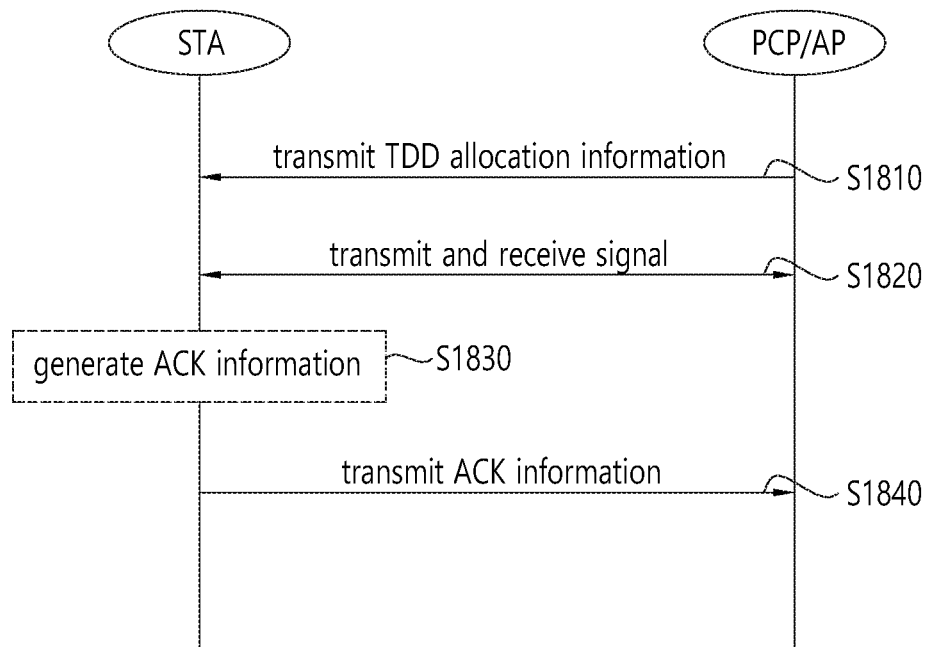 STA
PCP/AP
transmit TDD allocation information
S1810
transmit and receive signal
S1820
generate ACK information
S1830
transmit ACK information
S1840